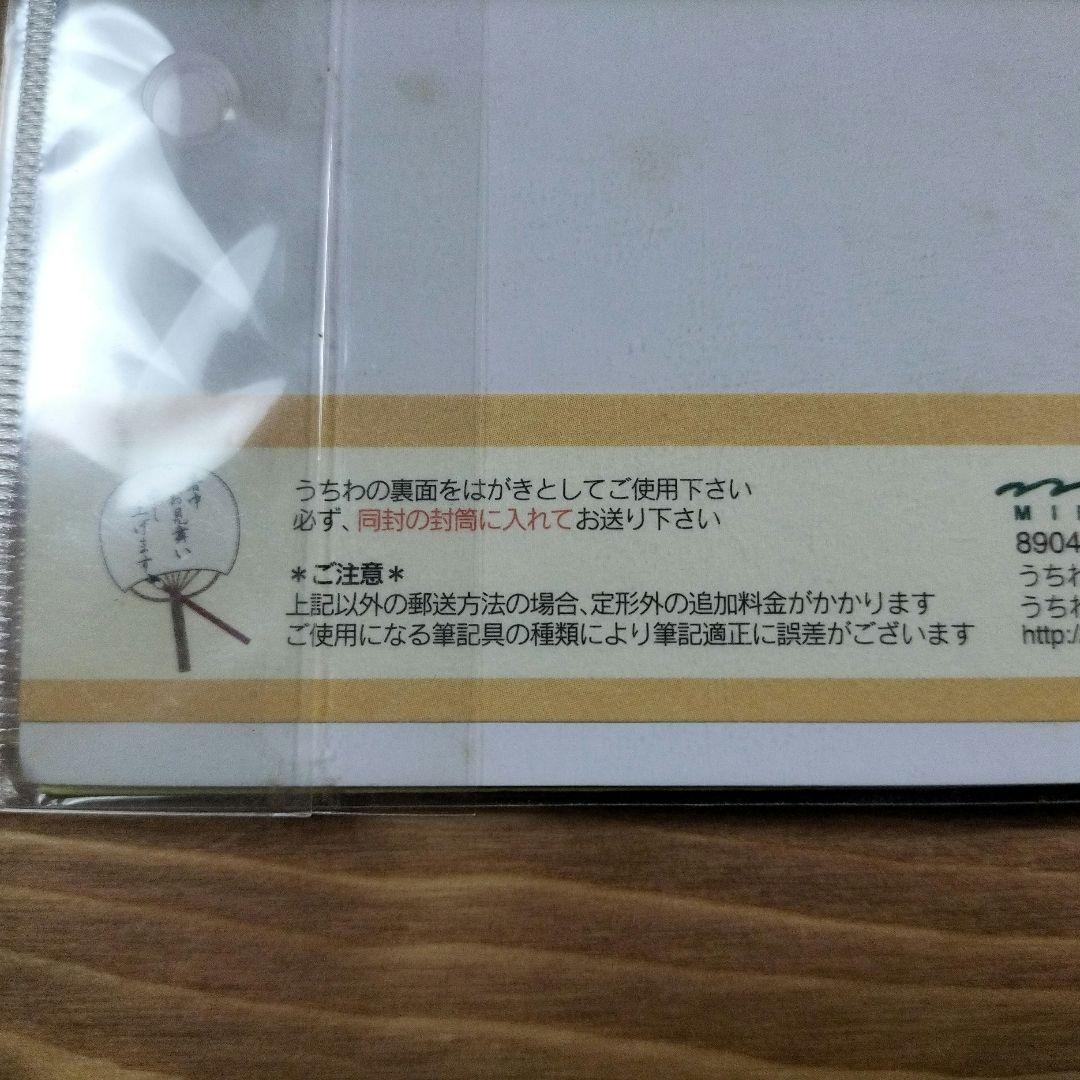 うちわの裏面をはがきとしてご使用下さい
必ず、同封の封筒に入れてお送り下さい
＊ご注意＊
上記以外の郵送方法の場合、定形外の追加料金がかかります
ご使用になる筆記具の種類により筆記適正に誤差がございます
お見舞い
8904
うちわ
うちわ
http:/